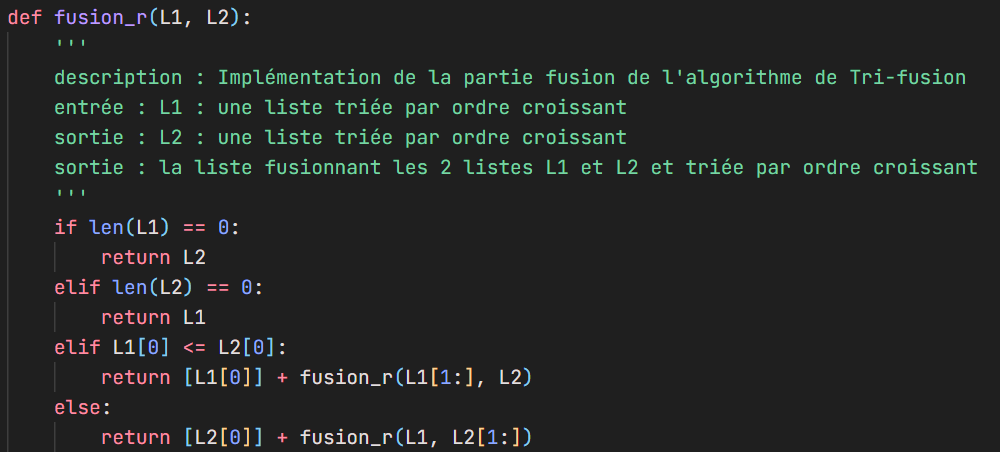 def fusion_r(L1, L2):
    '''
    description : Implémentation de la partie fusion de l'algorithme de Tri-fusion
    entrée : L1 : une liste triée par ordre croissant
    sortie : L2 : une liste triée par ordre croissant
    sortie : la liste fusionnant les 2 listes L1 et L2 et triée par ordre croissant
    '''
    if len(L1) == 0:
        return L2
    elif len(L2) == 0:
        return L1
    elif L1[0] <= L2[0]:
        return [L1[0]] + fusion_r(L1[1:], L2)
    else:
        return [L2[0]] + fusion_r(L1, L2[1:])